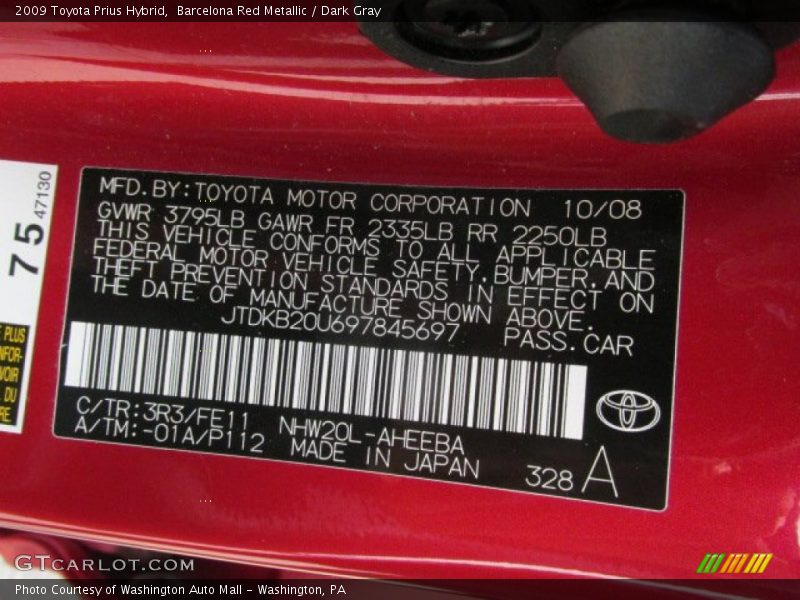 2009 Toyota Prius Hybrid,  Barcelona Red Metallic / Dark Gray
MFD.BY:TOYOTA MOTOR CORPORATION 10/08
GVWR 3795LB GAWR FR 2335LB RR 2250LB
THIS VEHICLE CONFORMS TO ALL APPLICABLE
FEDERAL MOTOR VEHICLE SAFETY,BUMPER,AND
THEFT PREVENTION STANDARDS IN EFFECT ON
THE DATE OF MANUFACTURE SHOWN ABOVE.
JTDKB20U697845697 PASS.CAR
C/TR:3R3/FE11 NHW20L-AHEEBA
A/TM:-01A/P112 MADE IN JAPAN
328 A
75
47130
PLUS
DU
GTCARLOT.COM
Photo Courtesy of Washington Auto Mall - Washington, PA